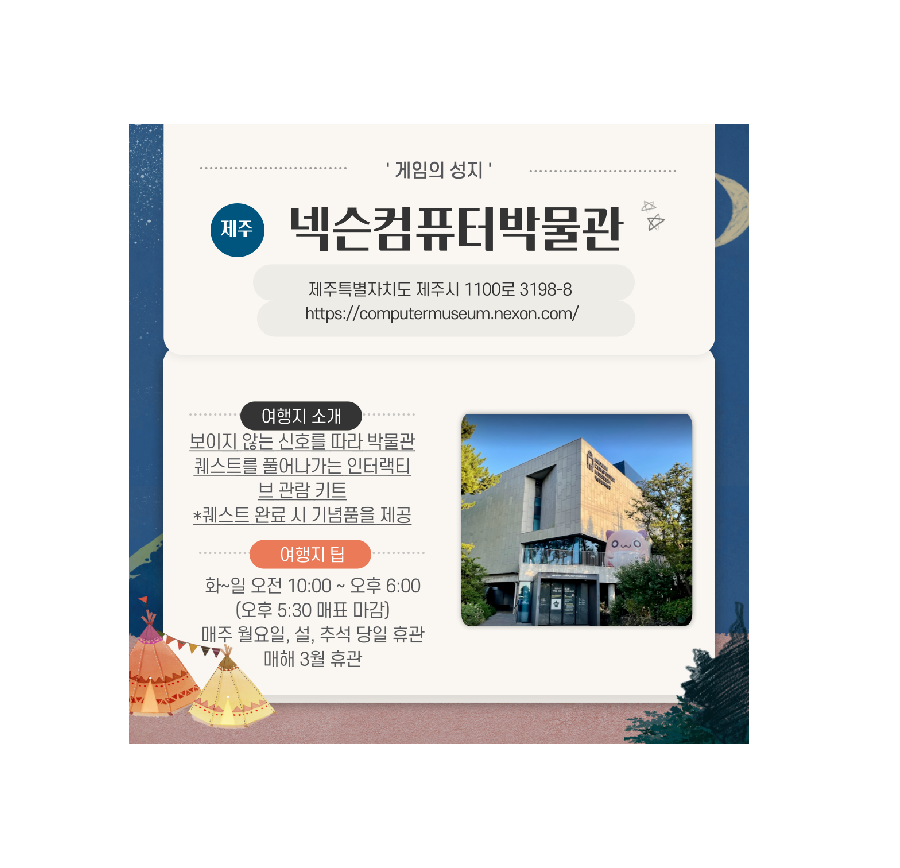 ' 게임의 성지 '
제주
넥슨컴퓨터박물관
제주특별자치도 제주시 1100로 3198-8
https://computermuseum.nexon.com/
여행지 소개
보이지 않는 신호를 따라 박물관
퀘스트를 풀어나가는 인터랙티
브 관람 키트
*퀘스트 완료 시 기념품을 제공
여행지 팁
화~일 오전 10:00 ~ 오후 6:00
(오후 5:30 매표 마감)
매주 월요일, 설, 추석 당일 휴관
매해 3월 휴관